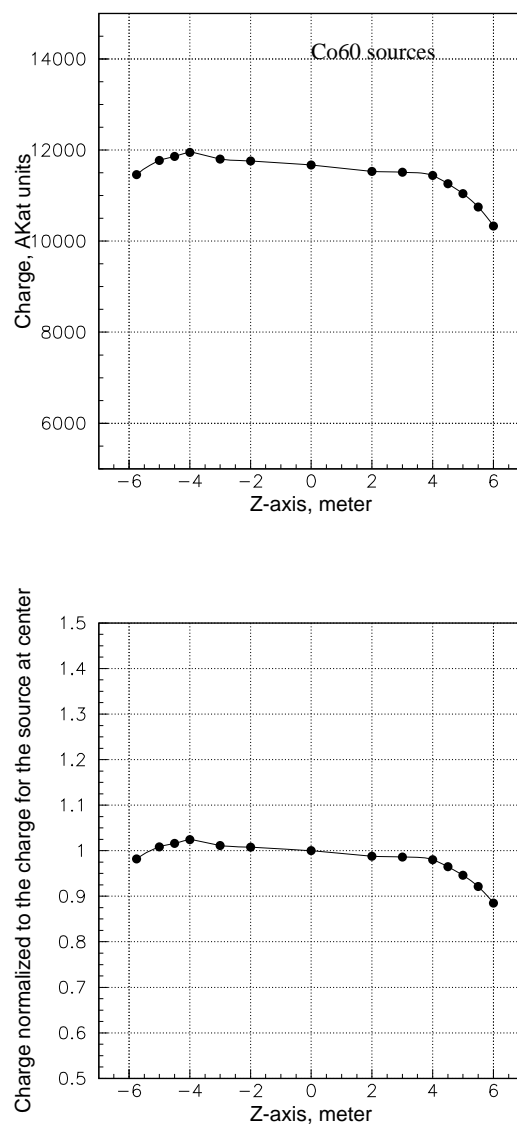 Co60 sources
14000
12000
10000
8000
6000
Charge, AKat units
−6 −4 −2 0 2 4 6
Z-axis, meter
1.5
1.4
1.3
1.2
1.1
1
0.9
0.8
0.7
0.6
0.5
Charge normalized to the charge for the source at center
−6 −4 −2 0 2 4 6
Z-axis, meter